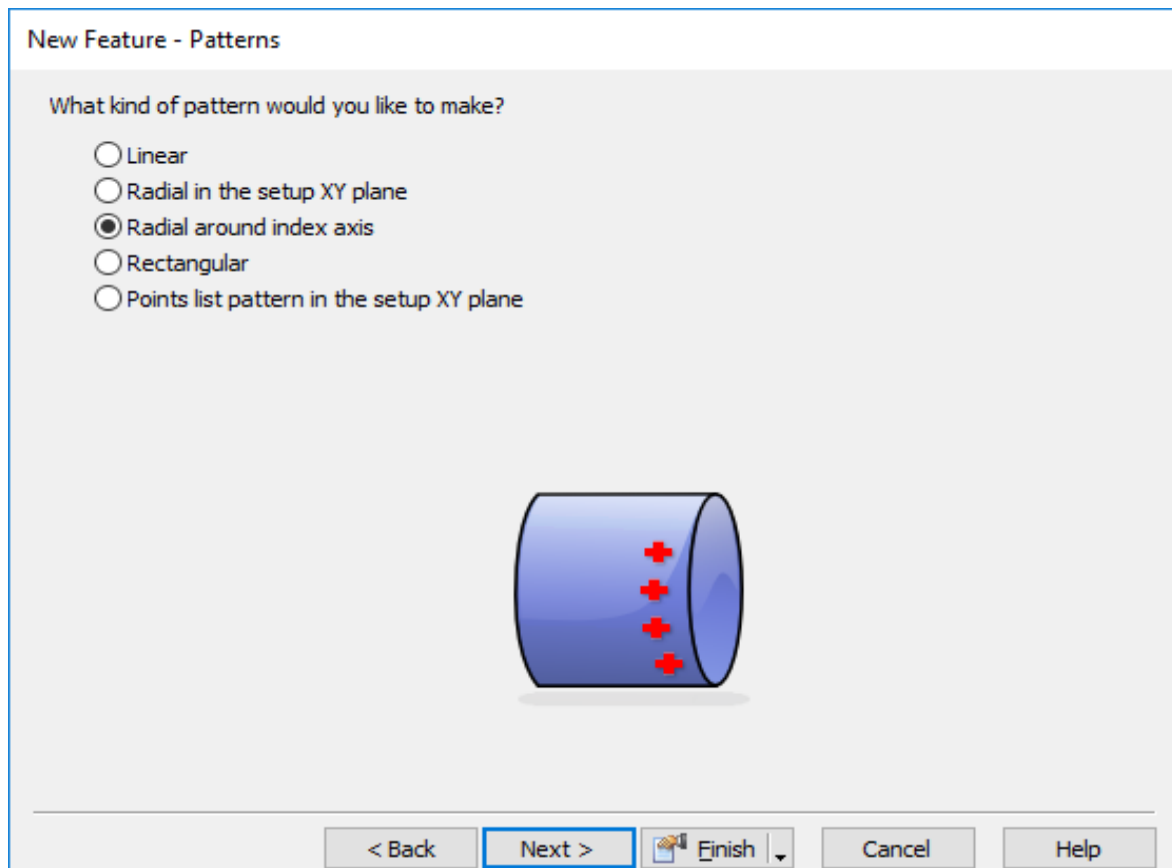 New Feature - Patterns
What kind of pattern would you like to make?
Linear
Radial in the setup XY plane
Radial around index axis
Rectangular
Points list pattern in the setup XY plane
< Back Next > Finish Cancel Help